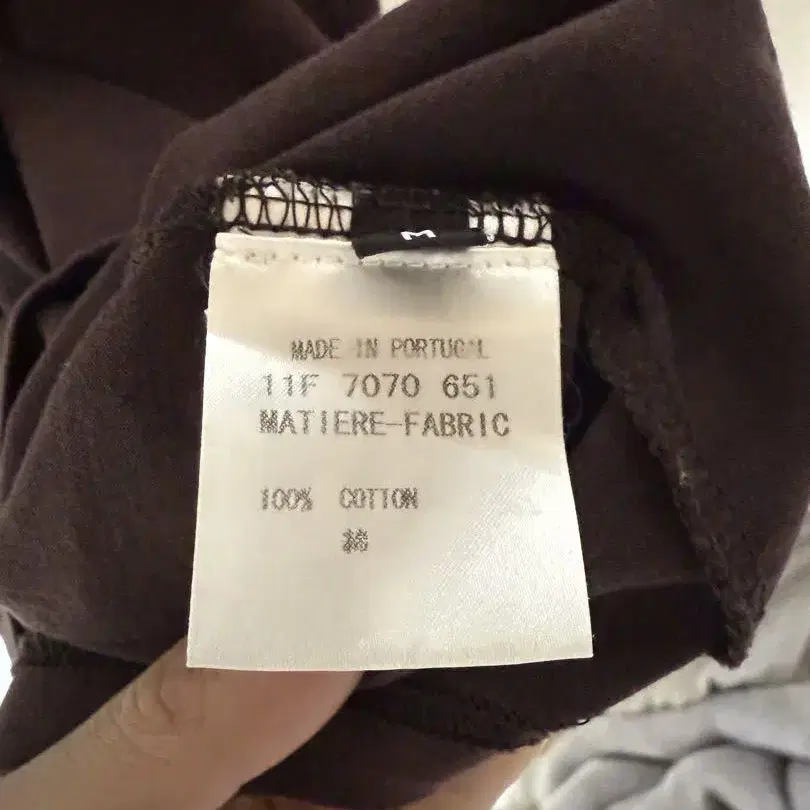 M
MADE IN PORTUGAL
11F 7070 651
MATIERE-FABRIC
100% COTTON
綿